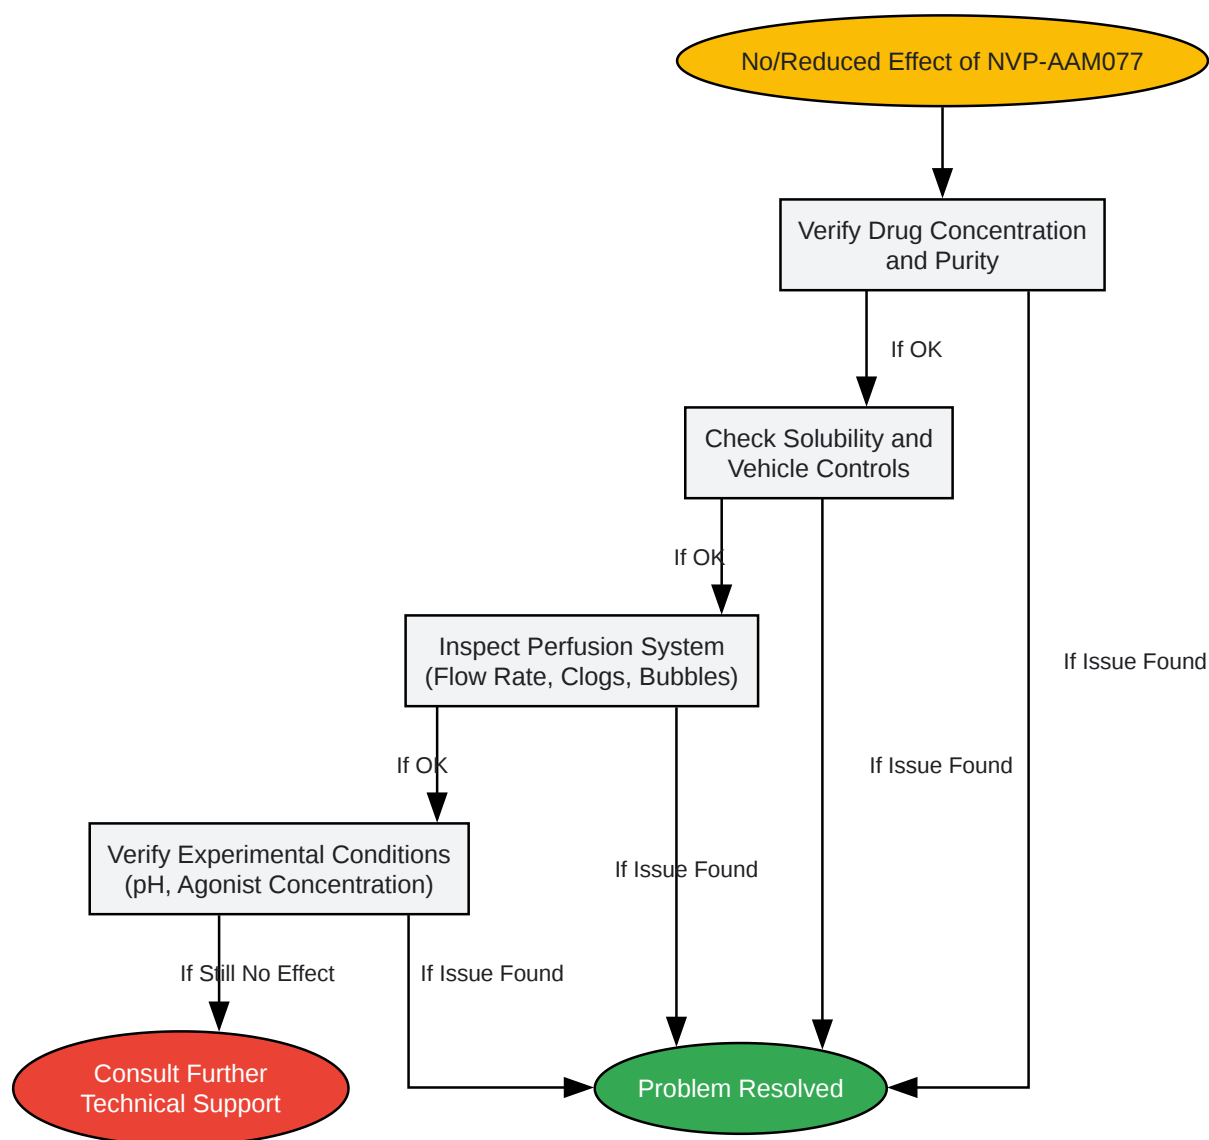 No/Reduced Effect of NVP-AAM077
Verify Drug Concentration
and Purity
If OK
Check Solubility and
Vehicle Controls
If OK
Inspect Perfusion System
(Flow Rate, Clogs, Bubbles)
If Issue Found
If OK
If Issue Found
Verify Experimental Conditions
(pH, Agonist Concentration)
If Issue Found
If Still No Effect
If Issue Found
Consult Further
Technical Support
Problem Resolved